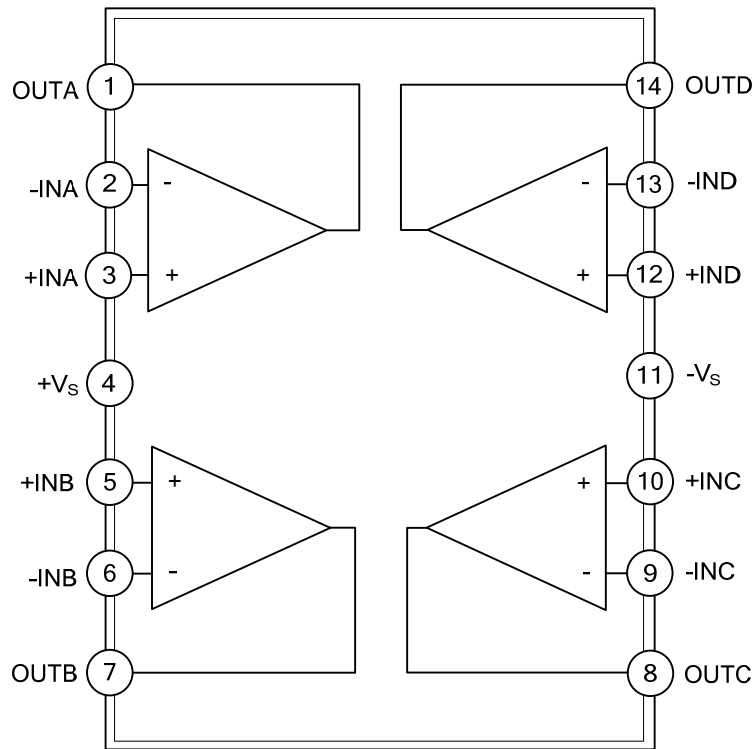 OUTA 1 14 OUTD
-INA 2 - - 13 -IND
+INA 3 + + 12 +IND
+VS 4 11 -VS
+INB 5 + + 10 +INC
-INB 6 - - 9 -INC
OUTB 7 8 OUTC